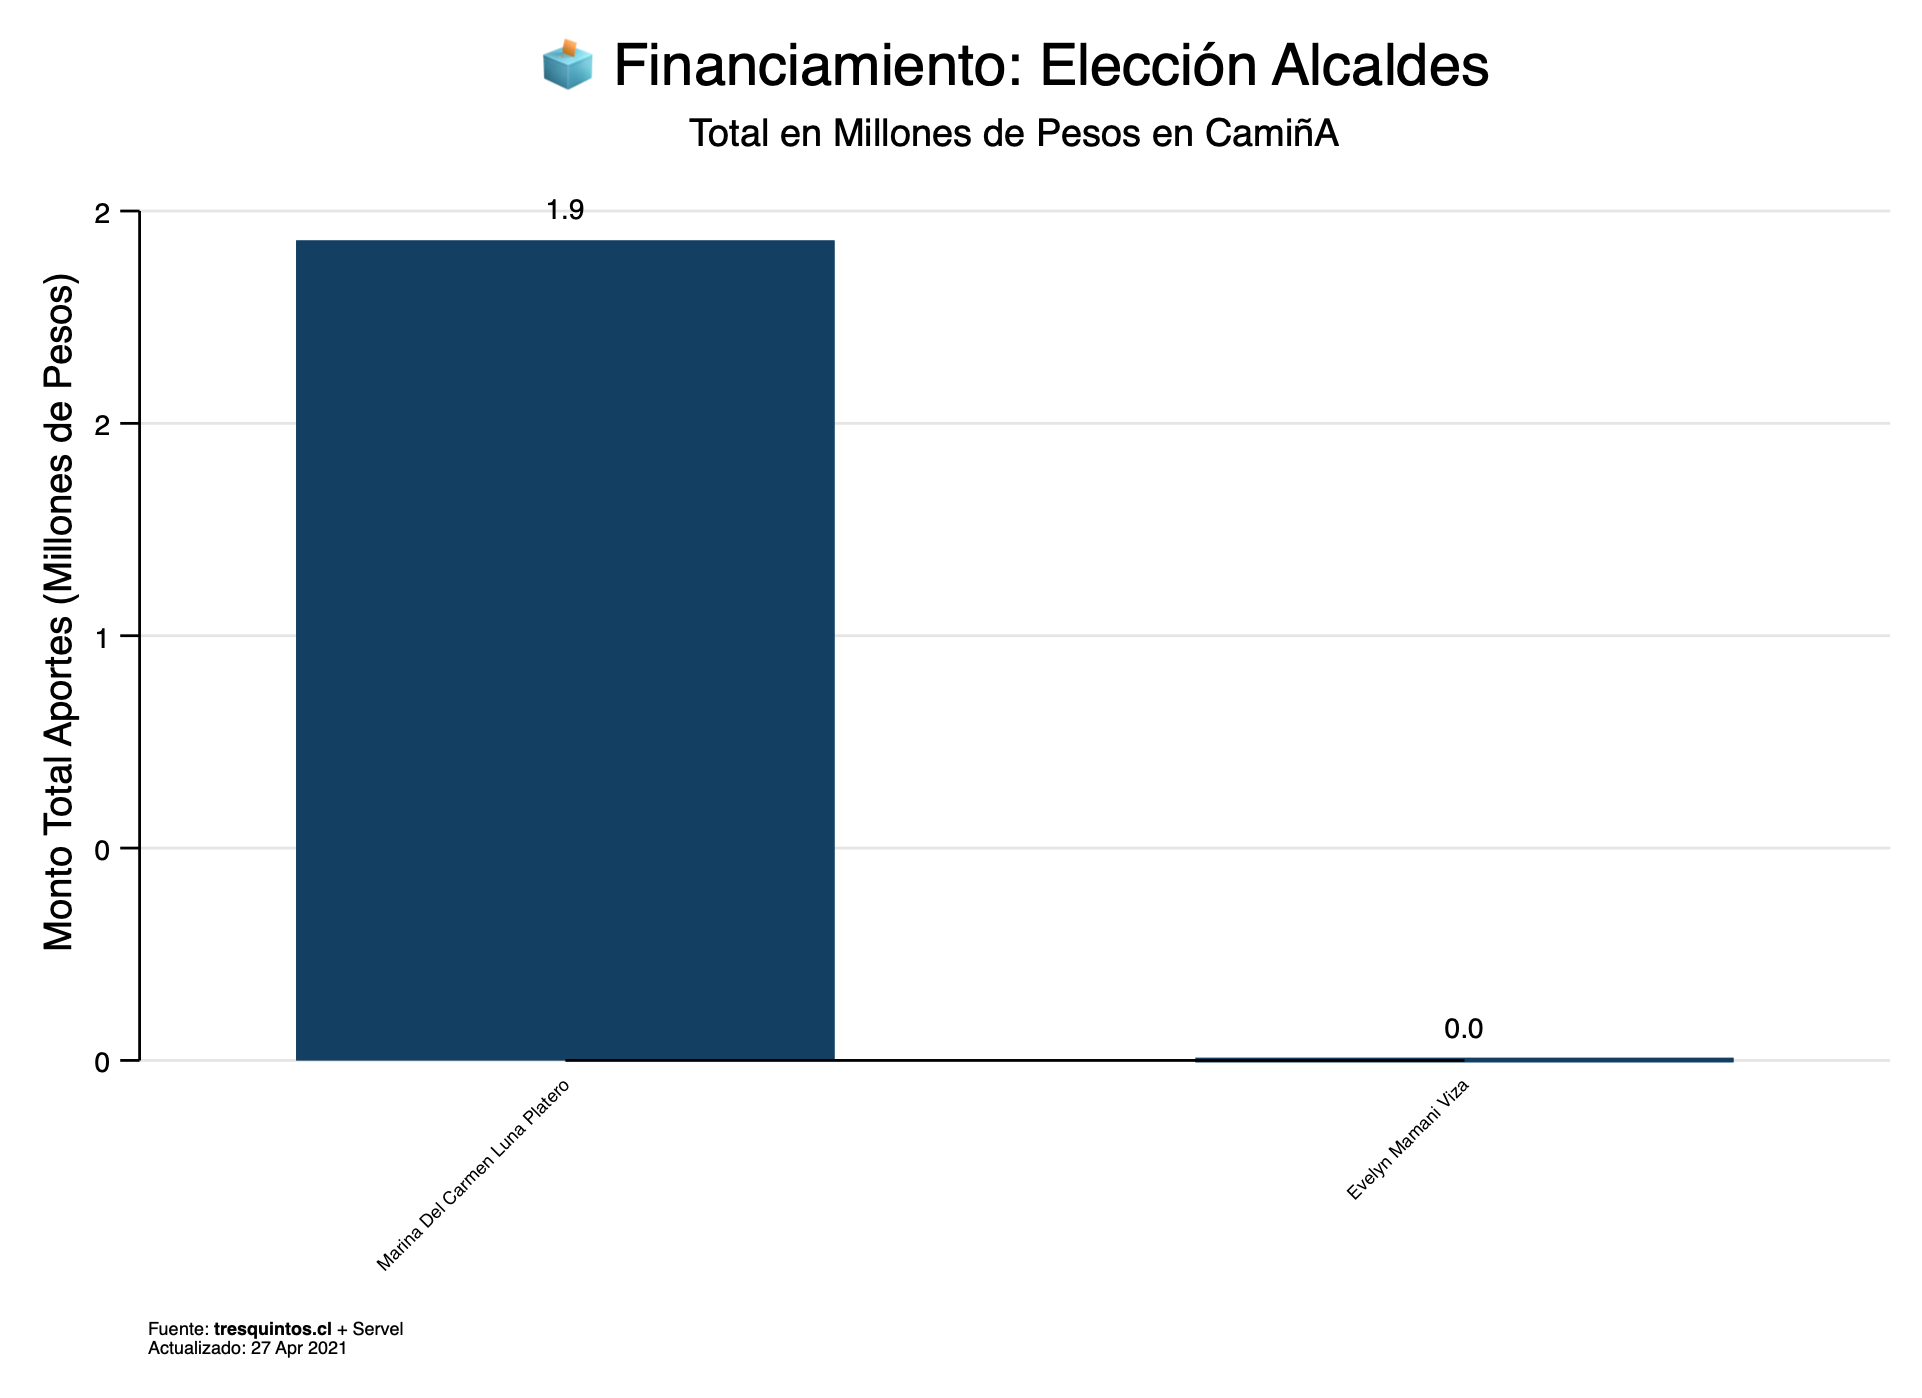 Financiamiento: Elección Alcaldes
Total en Millones de Pesos en CamiñA
Monto Total Aportes (Millones de Pesos)
2
2
1
0
0
1.9
0.0
Marina Del Carmen Luna Platero
Evelyn Mamani Viza
Fuente: tresquintos.cl + Servel
Actualizado: 27 Apr 2021